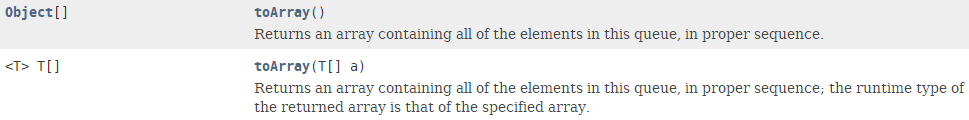 Object[] toArray()
Returns an array containing all of the elements in this queue, in proper sequence.
<T> T[] toArray(T[] a)
Returns an array containing all of the elements in this queue, in proper sequence; the runtime type of
the returned array is that of the specified array.